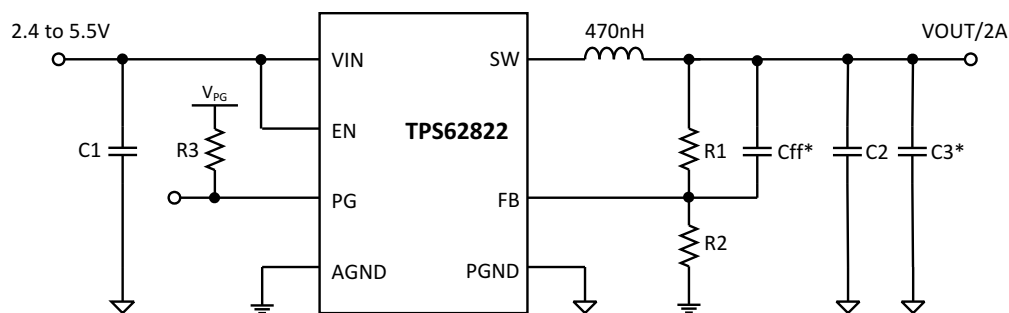 2.4 to 5.5V
470nH
VOUT/2A
VIN
SW
VPG
EN
TPS62822
C1
R3
R1
Cff*
C2
C3*
PG
FB
R2
AGND
PGND